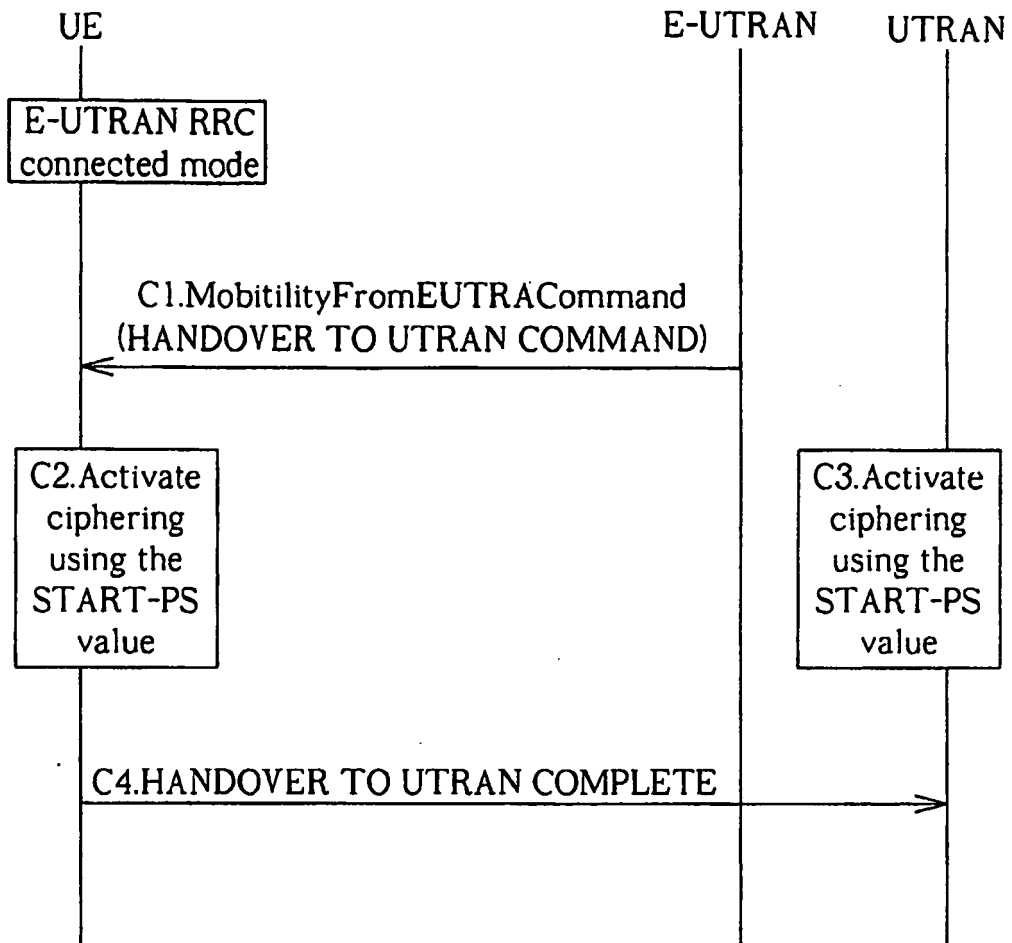 UE
E-UTRAN
UTRAN
E-UTRAN RRC
connected mode
C1.MobitilityFromEUTRACommand
(HANDOVER TO UTRAN COMMAND)
C2.Activate
ciphering
using the
START-PS
value
C3.Activate
ciphering
using the
START-PS
value
C4.HANDOVER TO UTRAN COMPLETE